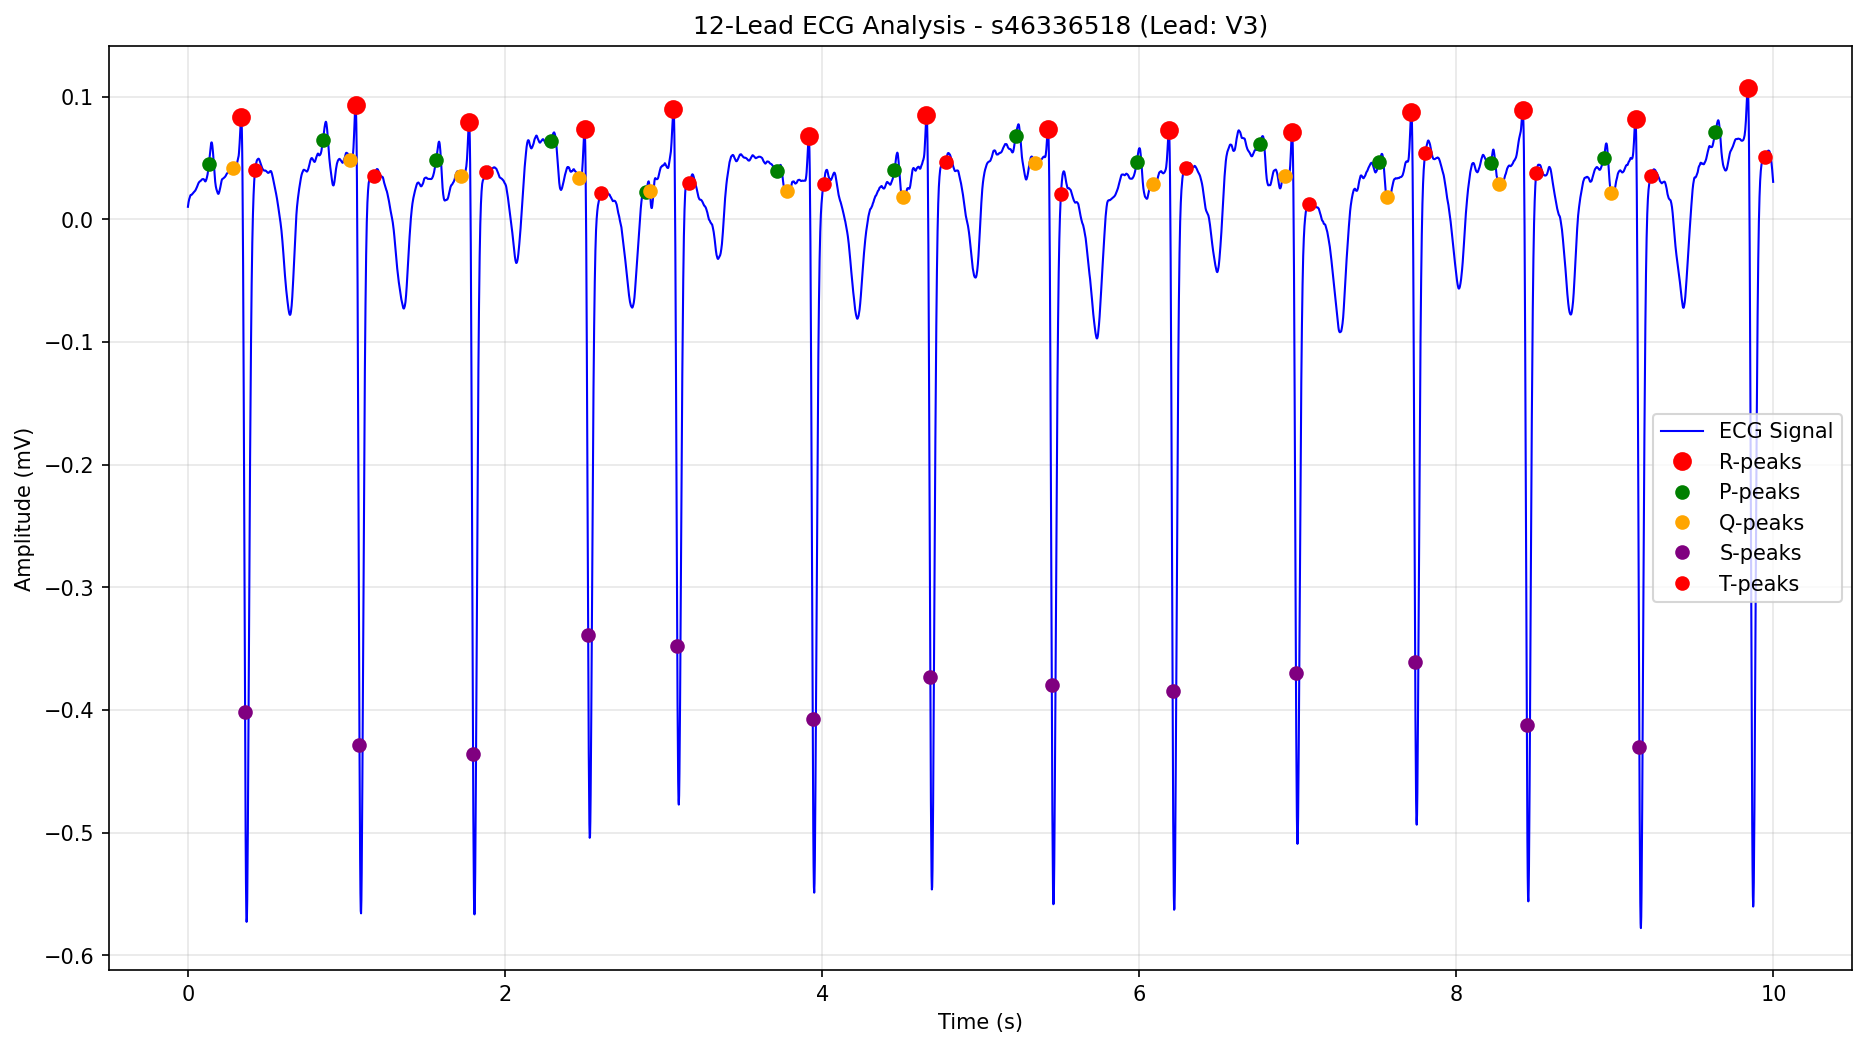 12-Lead ECG Analysis - s46336518 (Lead: V3)
0.1
0.0
−0.1
−0.2
−0.3
−0.4
−0.5
−0.6
Amplitude (mV)
ECG Signal
R-peaks
P-peaks
Q-peaks
S-peaks
T-peaks
0 2 4 6 8 10
Time (s)